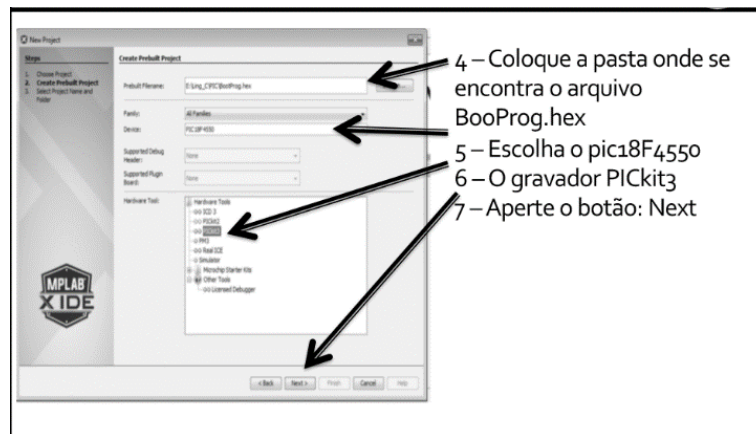 New Project
Steps
1. Choose Project
2. Create Prebuilt Project
3. Select Project Name and
Folder
Create Prebuilt Project
Prebuilt Filename:
Family:
All Families
Device:
PIC18F4550
Supported Debug
Header:
None
Supported Plugin
Board:
None
Hardware Tool:
Hardware Tools
ICD 3
PICkit2
PICkit3
PM3
Real ICE
Simulator
Microchip Starter Kits
Other Tools
Licensed Debugger
MPLAB
X IDE
< Back
Next >
Finish
Cancel
Help
4 – Coloque a pasta onde se
encontra o arquivo
BooProg.hex
5 – Escolha o pic18F4550
6 – O gravador PICkit3
7 – Aperte o botão: Next